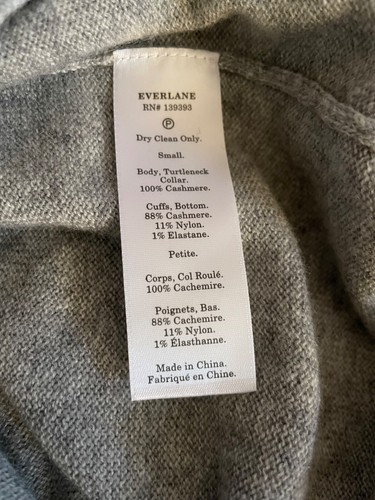 EVERLANE
RN# 139393
P
Dry Clean Only.
Small.
Body, Turtleneck
Collar.
100% Cashmere.
Cuffs, Bottom.
88% Cashmere.
11% Nylon.
1% Elastane.
Petite.
Corps, Col Roulé.
100% Cachemire.
Poignets, Bas.
88% Cachemire.
11% Nylon.
1% Élasthanne.
Made in China.
Fabriqué en Chine.